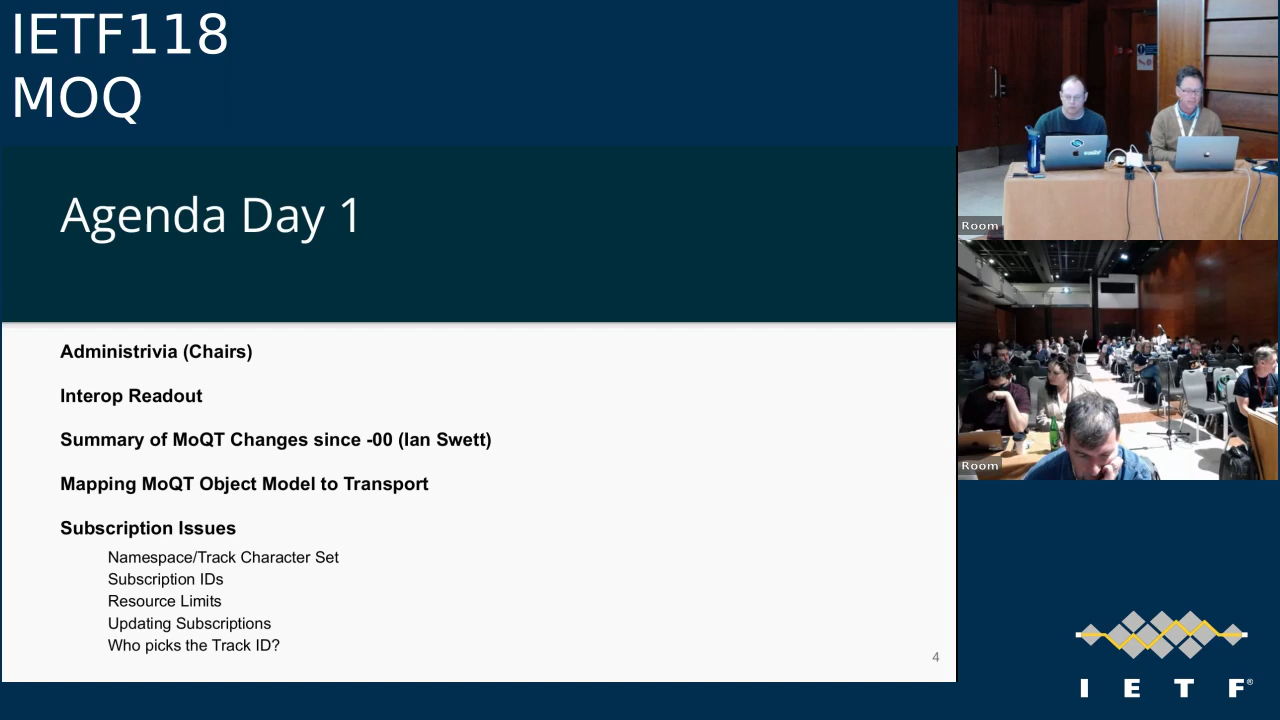 IETF118
MOQ
Agenda Day 1
Administrivia (Chairs)
Interop Readout
Summary of MoQT Changes since -00 (Ian Swett)
Mapping MoQT Object Model to Transport
Subscription Issues
Namespace/Track Character Set
Subscription IDs
Resource Limits
Updating Subscriptions
Who picks the Track ID?
4
Room
Room
I E T F®